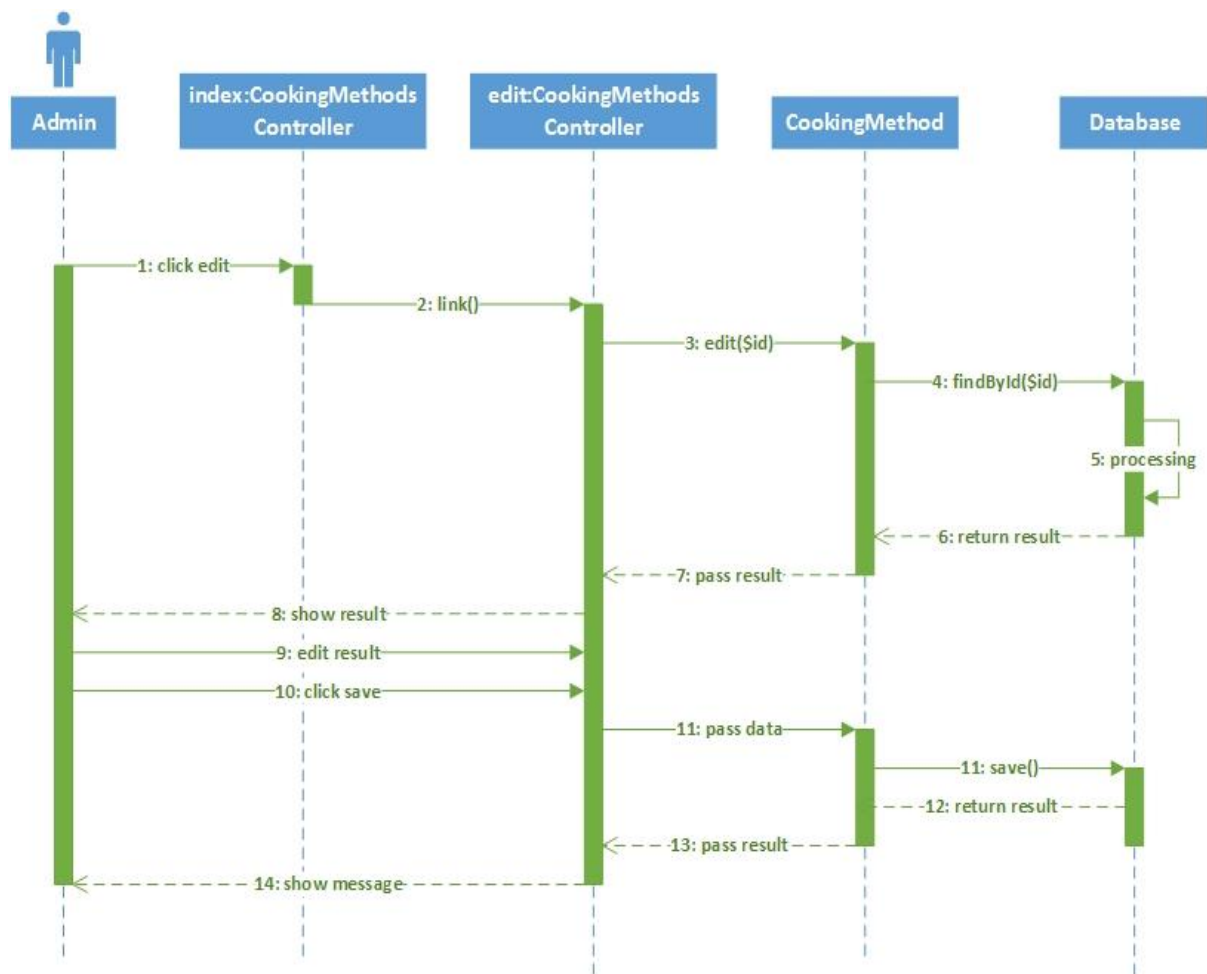 index:CookingMethods
Controller
edit:CookingMethods
Controller
Admin
CookingMethod
Database
1: click edit
2: link()
3: edit($id)
4: findById($id)
5: processing
6: return result
7: pass result
8: show result
9: edit result
10: click save
11: pass data
11: save()
12: return result
13: pass result
14: show message